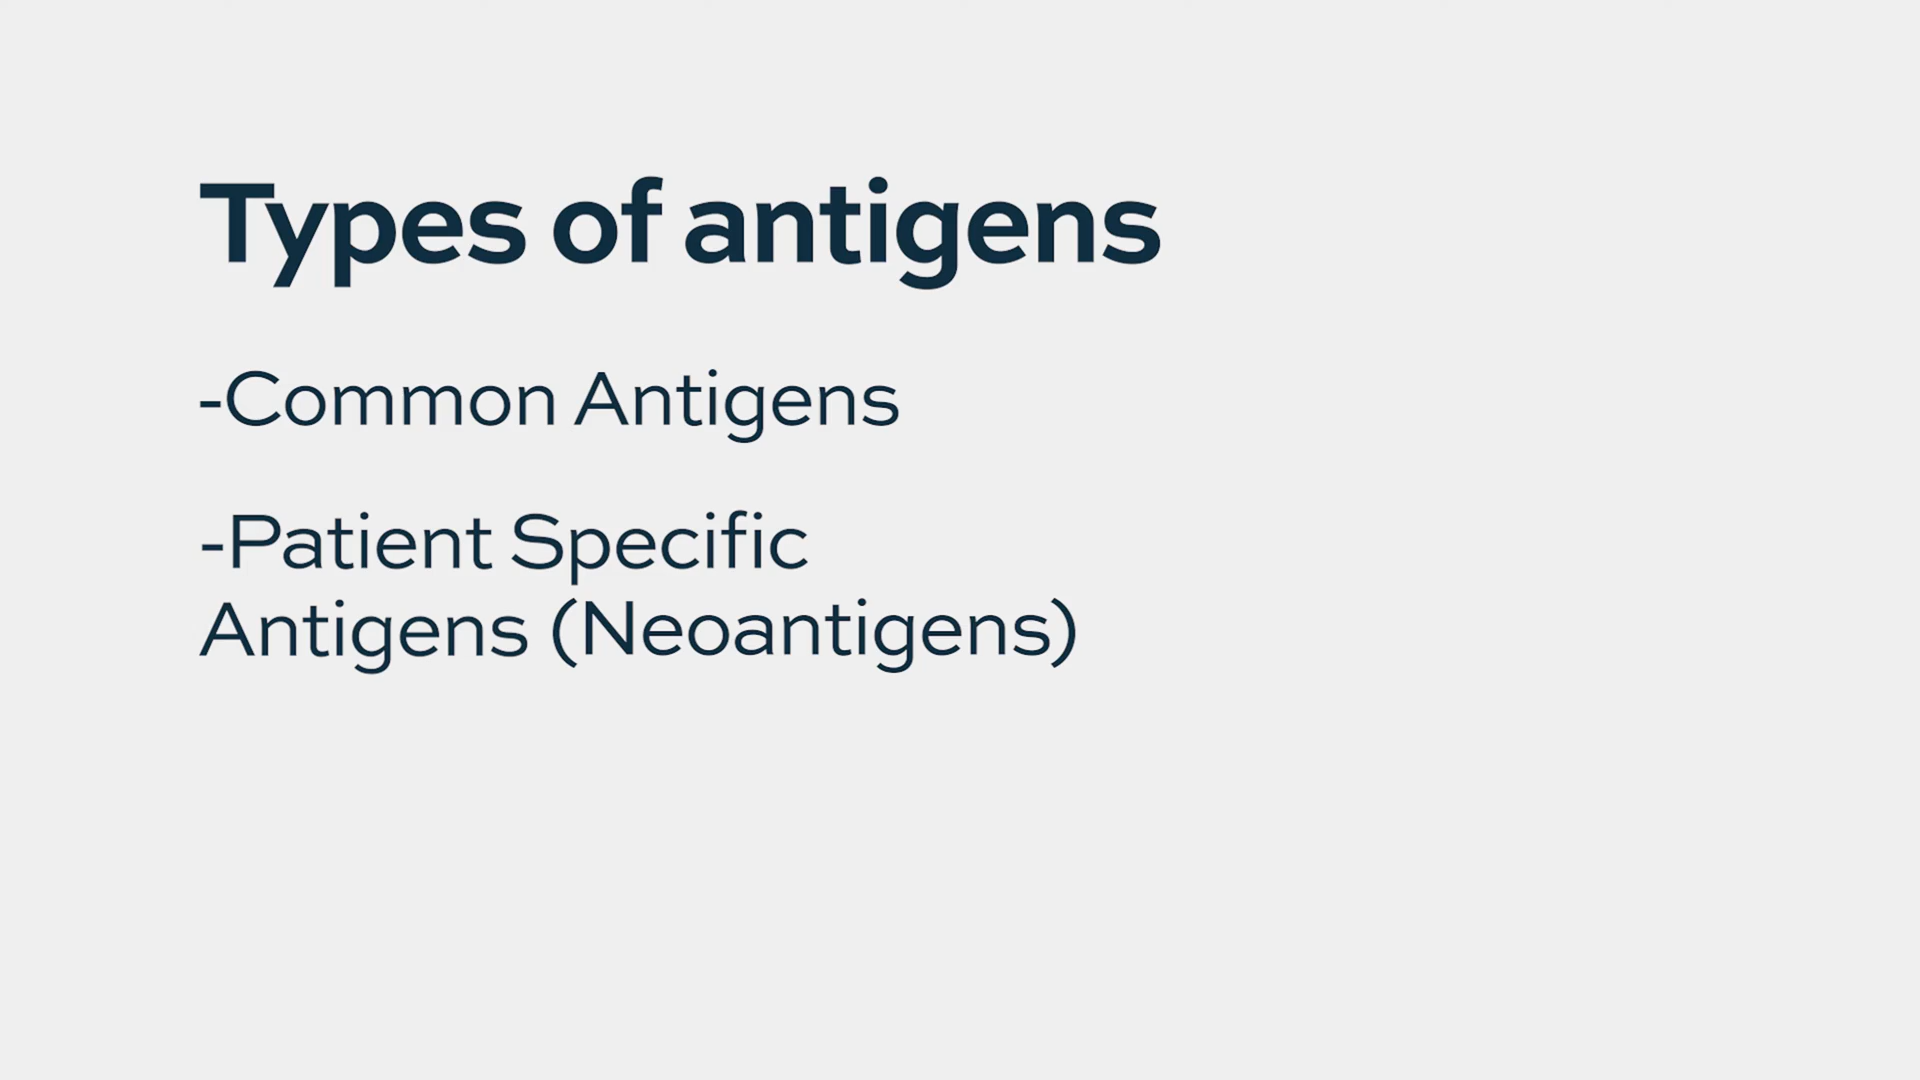 Types of antigens
-Common Antigens
-Patient Specific
Antigens (Neoantigens)